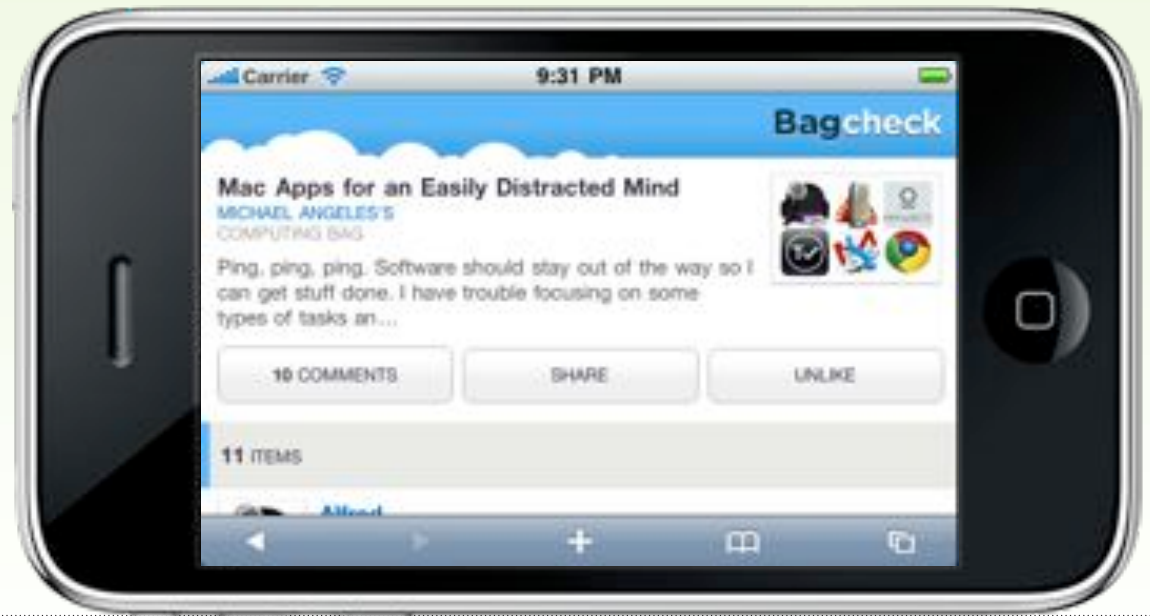 Carrier
9:31 PM
Bagcheck
Mac Apps for an Easily Distracted Mind
MICHAEL ANGELES'S
COMPUTING BAG
Ping, ping, ping. Software should stay out of the way so I
can get stuff done. I have trouble focusing on some
types of tasks an...
10 COMMENTS
SHARE
UNLIKE
11 ITEMS
Alfred